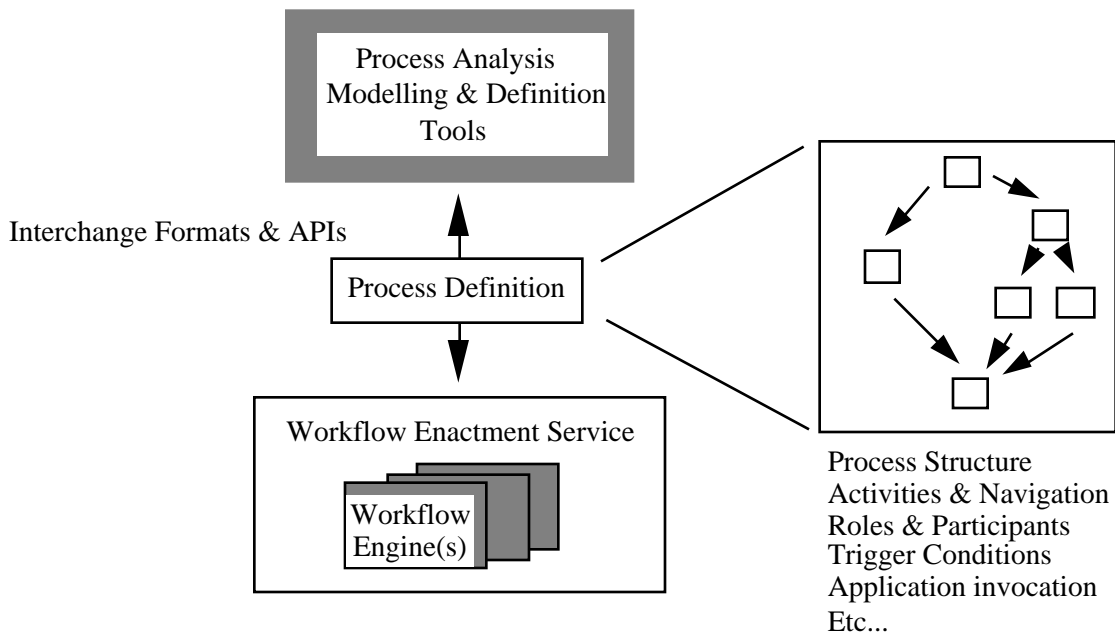 Process Analysis
Modelling & Definition
Tools
Interchange Formats & APIs
Process Definition
Workflow Enactment Service
Workflow
Engine(s)
Process Structure
Activities & Navigation
Roles & Participants
Trigger Conditions
Application invocation
Etc...